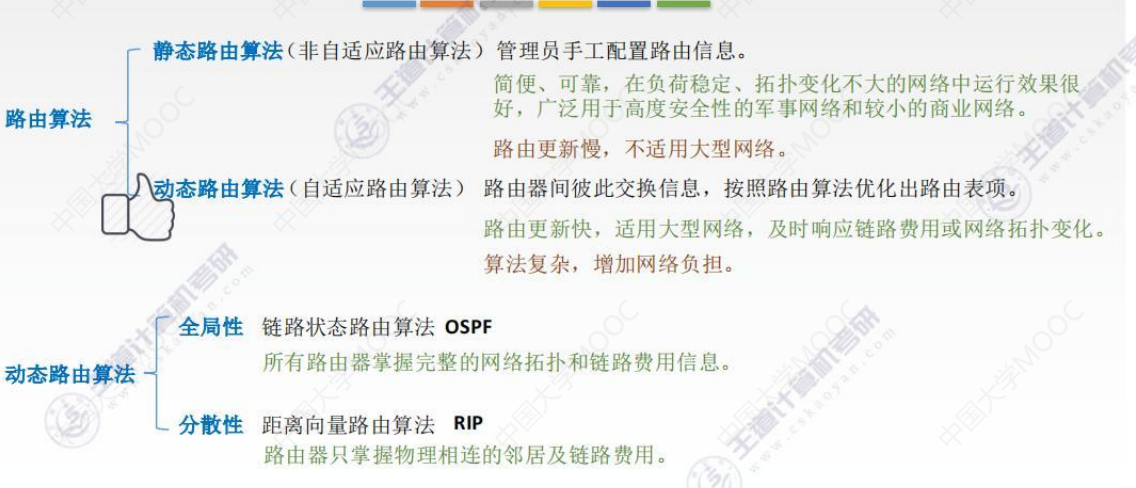 静态路由算法（非自适应路由算法）管理员手工配置路由信息。
简便、可靠，在负荷稳定、拓扑变化不大的网络中运行效果很
好，广泛用于高度安全性的军事网络和较小的商业网络。
路由算法
路由更新慢，不适用大型网络。
动态路由算法（自适应路由算法） 路由器间彼此交换信息，按照路由算法优化出路由表项。
路由更新快，适用大型网络，及时响应链路费用或网络拓扑变化。
算法复杂，增加网络负担。
全局性 链路状态路由算法 OSPF
所有路由器掌握完整的网络拓扑和链路费用信息。
动态路由算法
分散性 距离向量路由算法 RIP
路由器只掌握物理相连的邻居及链路费用。
中国大学MOOC
王道计算机考研
www.cskaoyan.com